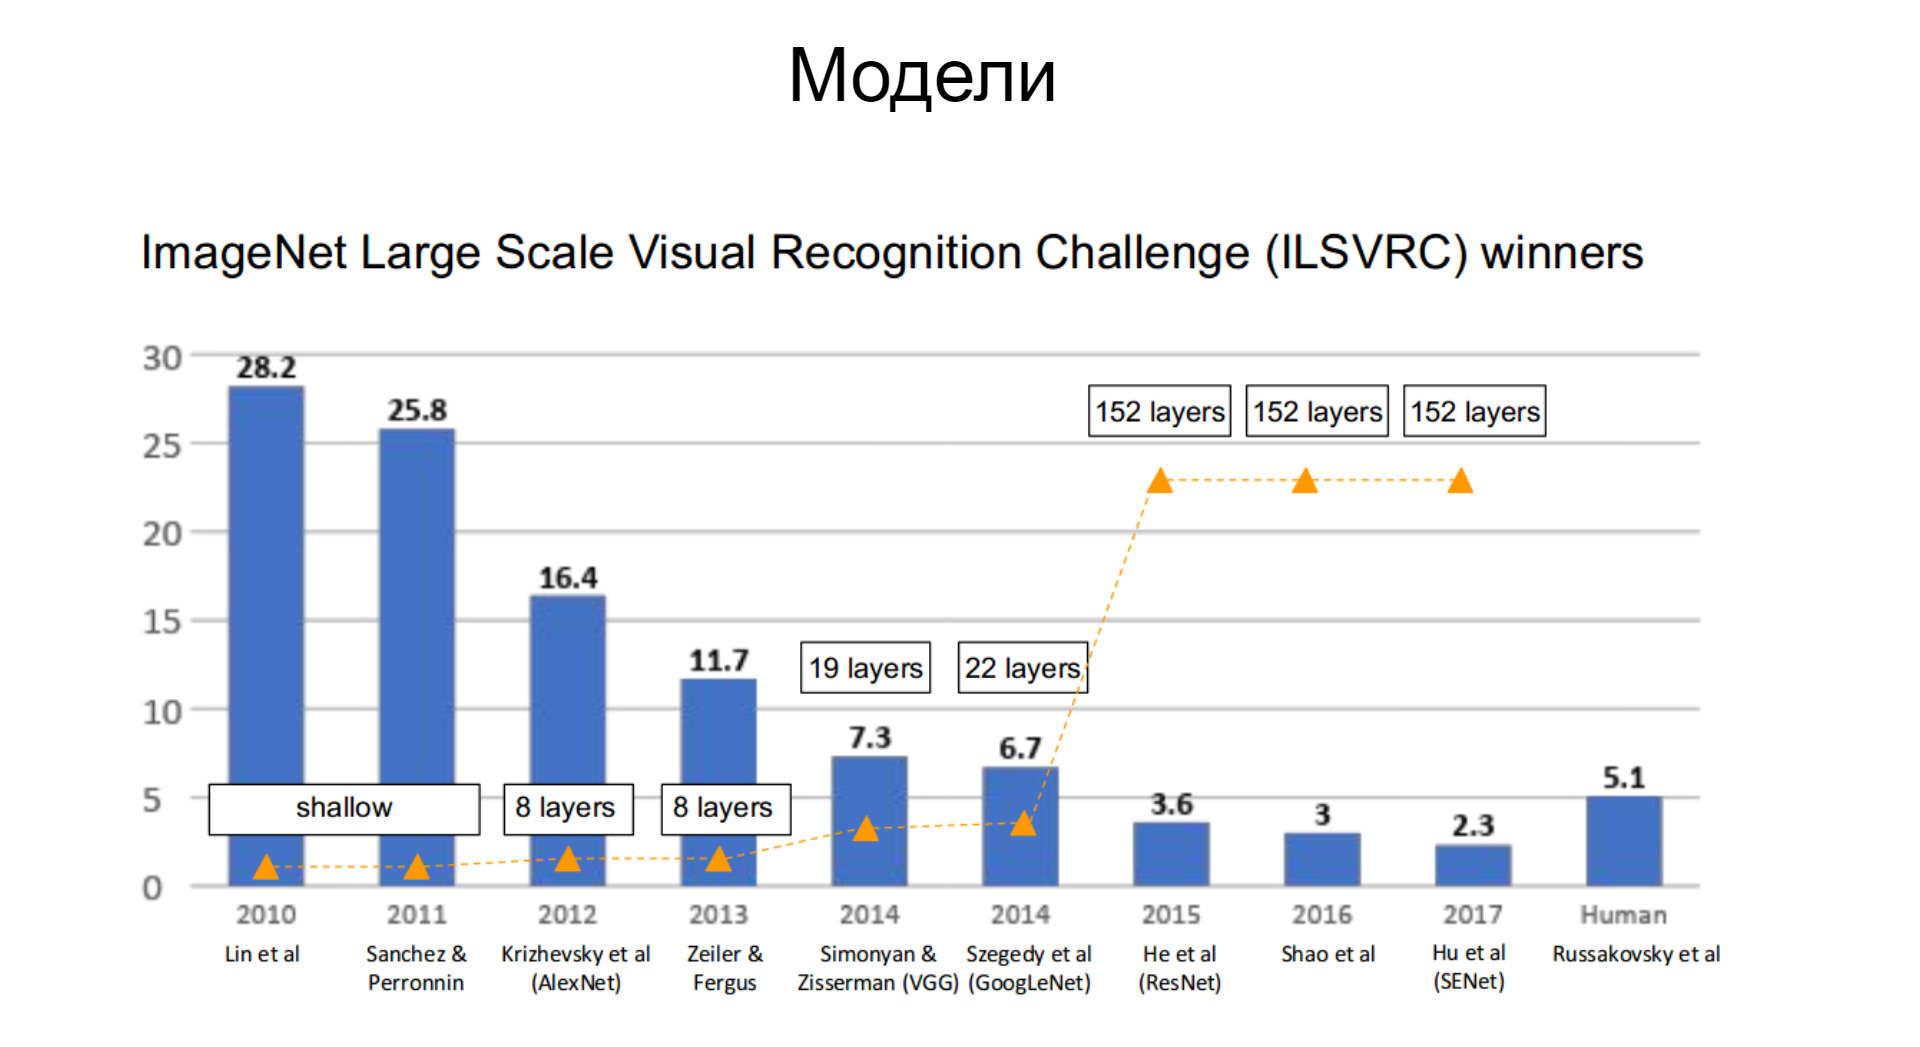 Модели
ImageNet Large Scale Visual Recognition Challenge (ILSVRC) winners
30
28.2
25.8
152 layers
152 layers
152 layers
25
20
16.4
15
11.7
19 layers
22 layers
10
7.3
6.7
5
shallow
8 layers
8 layers
3.6
3
2.3
5.1
0
2010
2011
2012
2013
2014
2014
2015
2016
2017
Human
Lin et al
Sanchez &
Perronnin
Krizhevsky et al
(AlexNet)
Zeiler &
Fergus
Simonyan &
Zisserman (VGG)
Szegedy et al
(GoogLeNet)
He et al
(ResNet)
Shao et al
Hu et al
(SENet)
Russakovsky et al